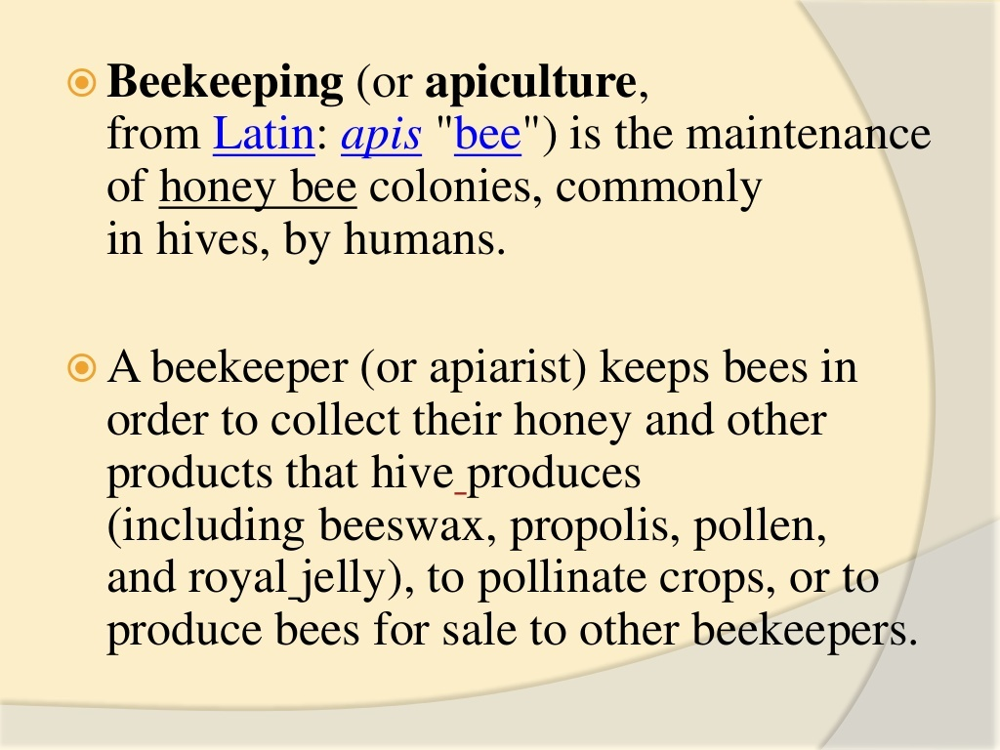 Beekeeping (or apiculture,
from Latin: apis "bee") is the maintenance
of honey bee colonies, commonly
in hives, by humans.
A beekeeper (or apiarist) keeps bees in
order to collect their honey and other
products that hive produces
(including beeswax, propolis, pollen,
and royal jelly), to pollinate crops, or to
produce bees for sale to other beekeepers.